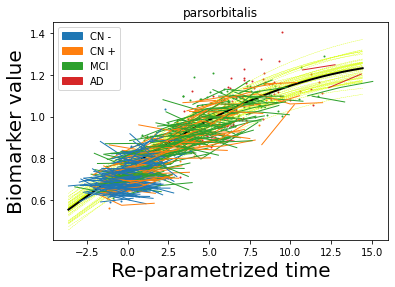 parsorbitalis
CN -
CN +
MCI
AD
Biomarker value
1.4
1.2
1.0
0.8
0.6
−2.5 0.0 2.5 5.0 7.5 10.0 12.5 15.0
Re-parametrized time